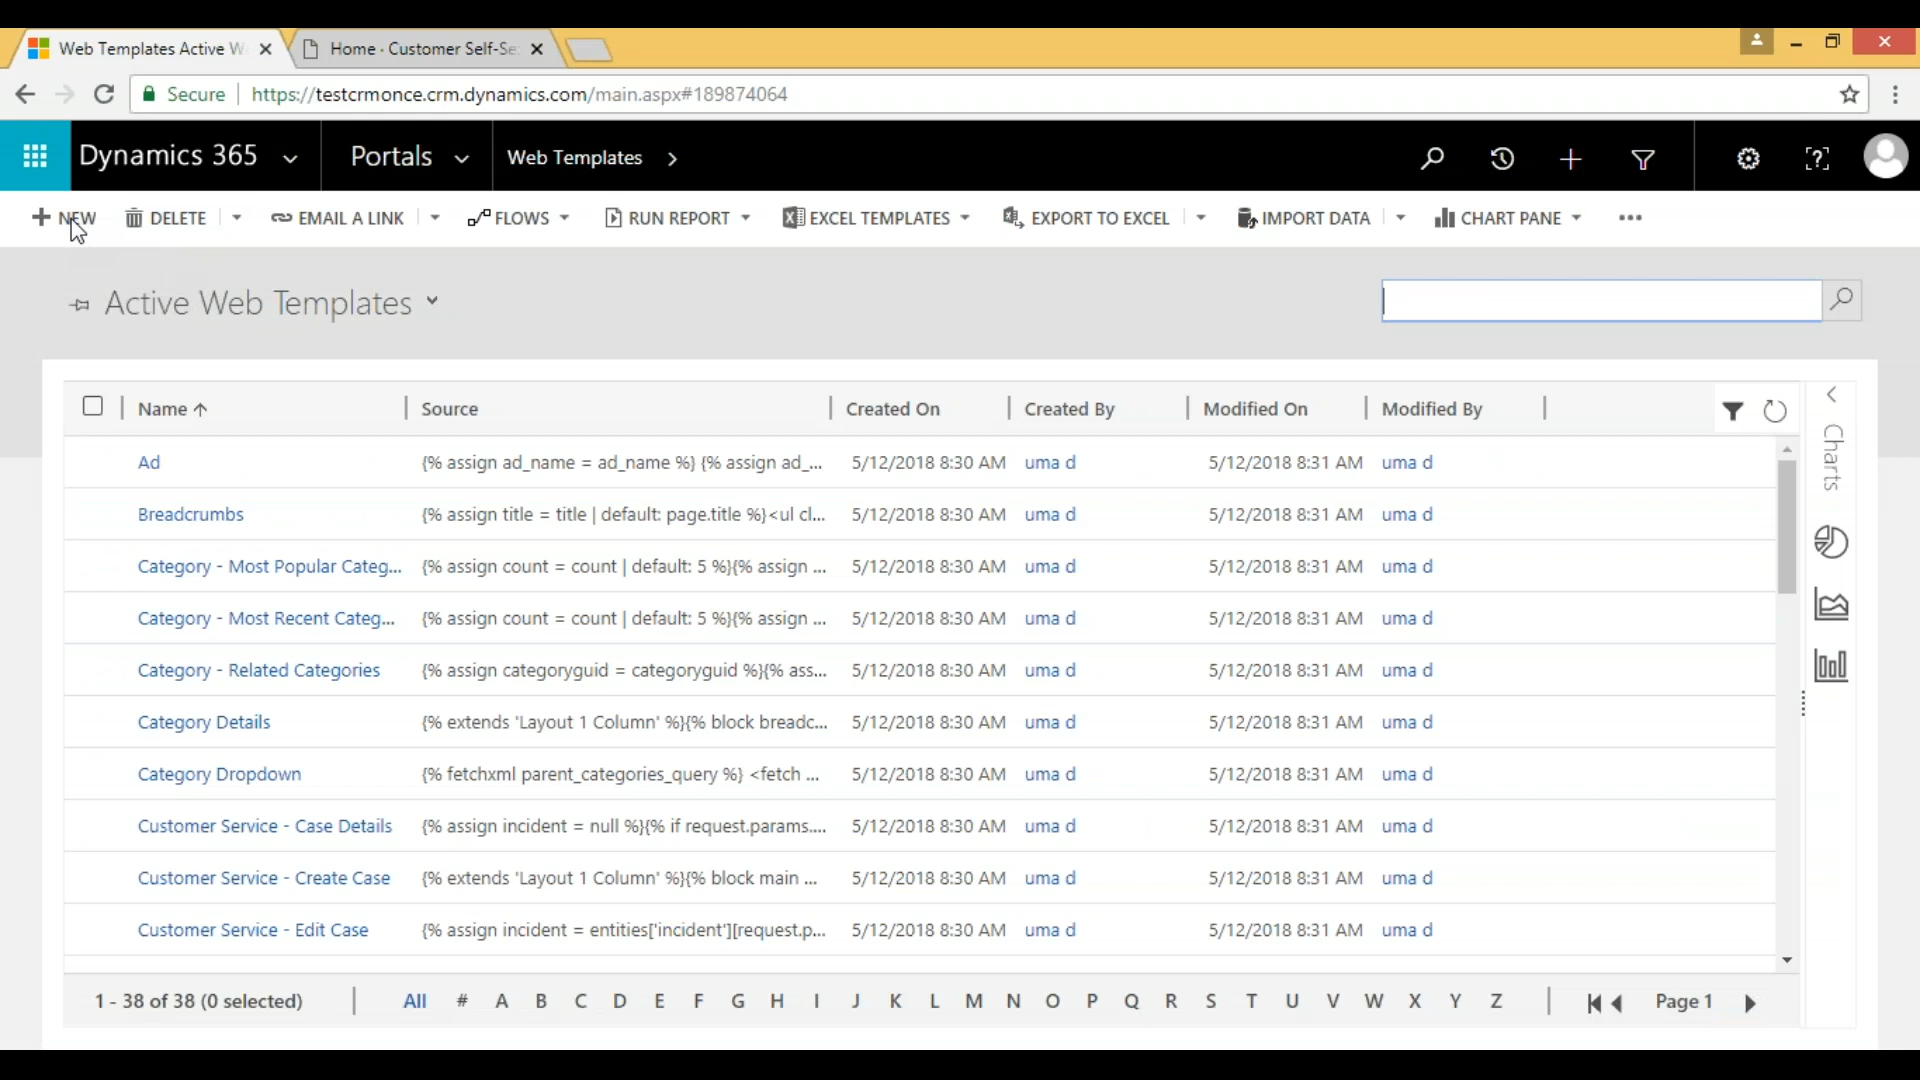 Web Templates Active W
Home · Customer Self-Se
Secure https://testcrmonce.crm.dynamics.com/main.aspx#189874064
Dynamics 365 Portals Web Templates
NEW DELETE EMAIL A LINK FLOWS RUN REPORT EXCEL TEMPLATES EXPORT TO EXCEL IMPORT DATA CHART PANE
Active Web Templates
Name Source Created On Created By Modified On Modified By
Charts
Ad {% assign ad_name = ad_name %} {% assign ad_... 5/12/2018 8:30 AM uma d 5/12/2018 8:31 AM uma d
Breadcrumbs {% assign title = title | default: page.title %}<ul cl... 5/12/2018 8:30 AM uma d 5/12/2018 8:31 AM uma d
Category - Most Popular Categ... {% assign count = count | default: 5 %}{% assign ... 5/12/2018 8:30 AM uma d 5/12/2018 8:31 AM uma d
Category - Most Recent Categ... {% assign count = count | default: 5 %}{% assign ... 5/12/2018 8:30 AM uma d 5/12/2018 8:31 AM uma d
Category - Related Categories {% assign categoryguid = categoryguid %}{% ass... 5/12/2018 8:30 AM uma d 5/12/2018 8:31 AM uma d
Category Details {% extends 'Layout 1 Column' %}{% block breadc... 5/12/2018 8:30 AM uma d 5/12/2018 8:31 AM uma d
Category Dropdown {% fetchxml parent_categories_query %} <fetch ... 5/12/2018 8:30 AM uma d 5/12/2018 8:31 AM uma d
Customer Service - Case Details {% assign incident = null %}{% if request.params.... 5/12/2018 8:30 AM uma d 5/12/2018 8:31 AM uma d
Customer Service - Create Case {% extends 'Layout 1 Column' %}{% block main ... 5/12/2018 8:30 AM uma d 5/12/2018 8:31 AM uma d
Customer Service - Edit Case {% assign incident = entities['incident'][request.p... 5/12/2018 8:30 AM uma d 5/12/2018 8:31 AM uma d
1 - 38 of 38 (0 selected) All # A B C D E F G H I J K L M N O P Q R S T U V W X Y Z Page 1